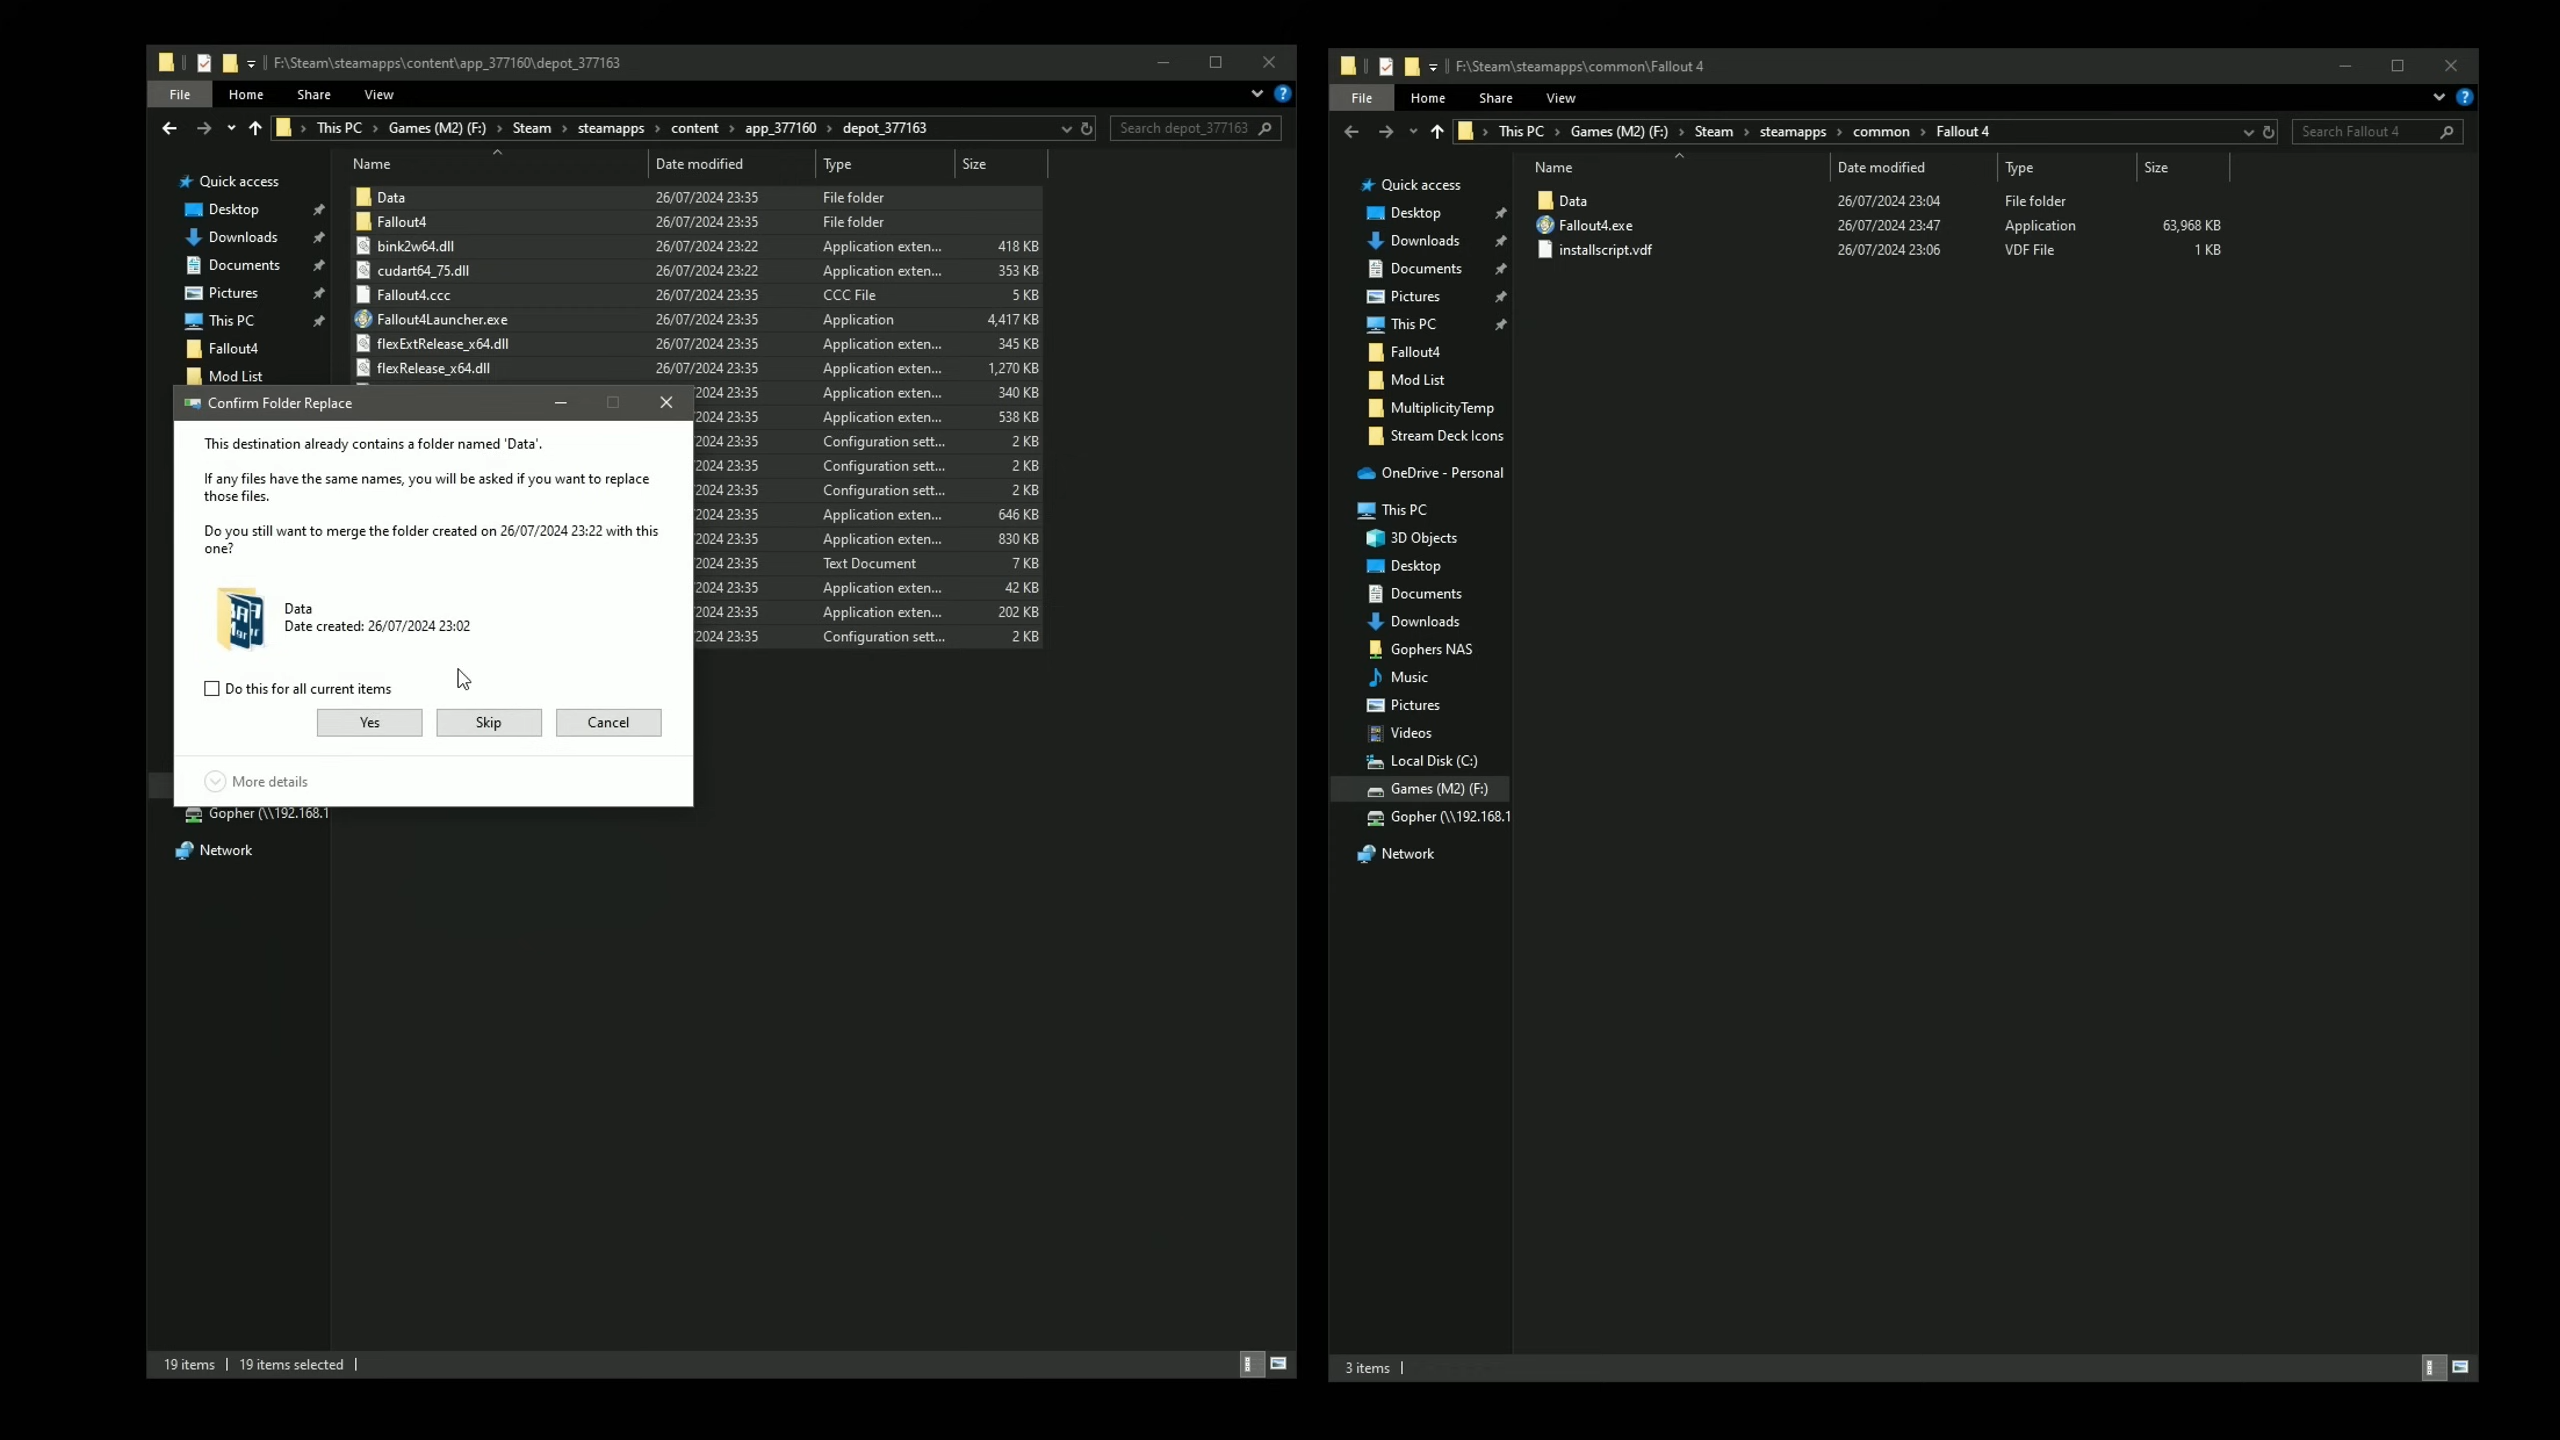 F:\Steam\steamapps\content\app_377160\depot_377163
File Home Share View
This PC Games (M2) (F:) Steam steamapps content app_377160 depot_377163
Search depot_377163
Name Date modified Type Size
Quick access
Desktop
Downloads
Documents
Pictures
This PC
Fallout4
Mod List
Data 26/07/2024 23:35 File folder
Fallout4 26/07/2024 23:35 File folder
bink2w64.dll 26/07/2024 23:22 Application exten... 418 KB
cudart64_75.dll 26/07/2024 23:22 Application exten... 353 KB
Fallout4.ccc 26/07/2024 23:35 CCC File 5 KB
Fallout4Launcher.exe 26/07/2024 23:35 Application 4,417 KB
flexExtRelease_x64.dll 26/07/2024 23:35 Application exten... 345 KB
flexRelease_x64.dll 26/07/2024 23:35 Application exten... 1,270 KB
2024 23:35 Application exten... 340 KB
2024 23:35 Application exten... 538 KB
2024 23:35 Configuration sett... 2 KB
2024 23:35 Configuration sett... 2 KB
2024 23:35 Configuration sett... 2 KB
2024 23:35 Application exten... 646 KB
2024 23:35 Application exten... 830 KB
2024 23:35 Text Document 7 KB
2024 23:35 Application exten... 42 KB
2024 23:35 Application exten... 202 KB
2024 23:35 Configuration sett... 2 KB
Confirm Folder Replace
This destination already contains a folder named 'Data'.
If any files have the same names, you will be asked if you want to replace
those files.
Do you still want to merge the folder created on 26/07/2024 23:22 with this
one?
Data
Date created: 26/07/2024 23:02
Do this for all current items
Yes Skip Cancel
More details
Gopher (\\192.168.1
Network
19 items 19 items selected
F:\Steam\steamapps\common\Fallout 4
File Home Share View
This PC Games (M2) (F:) Steam steamapps common Fallout 4
Search Fallout 4
Name Date modified Type Size
Data 26/07/2024 23:04 File folder
Fallout4.exe 26/07/2024 23:47 Application 63,968 KB
installscript.vdf 26/07/2024 23:06 VDF File 1 KB
Quick access
Desktop
Downloads
Documents
Pictures
This PC
Fallout4
Mod List
MultiplicityTemp
Stream Deck Icons
OneDrive - Personal
This PC
3D Objects
Desktop
Documents
Downloads
Gophers NAS
Music
Pictures
Videos
Local Disk (C:)
Games (M2) (F:)
Gopher (\\192.168.1
Network
3 items